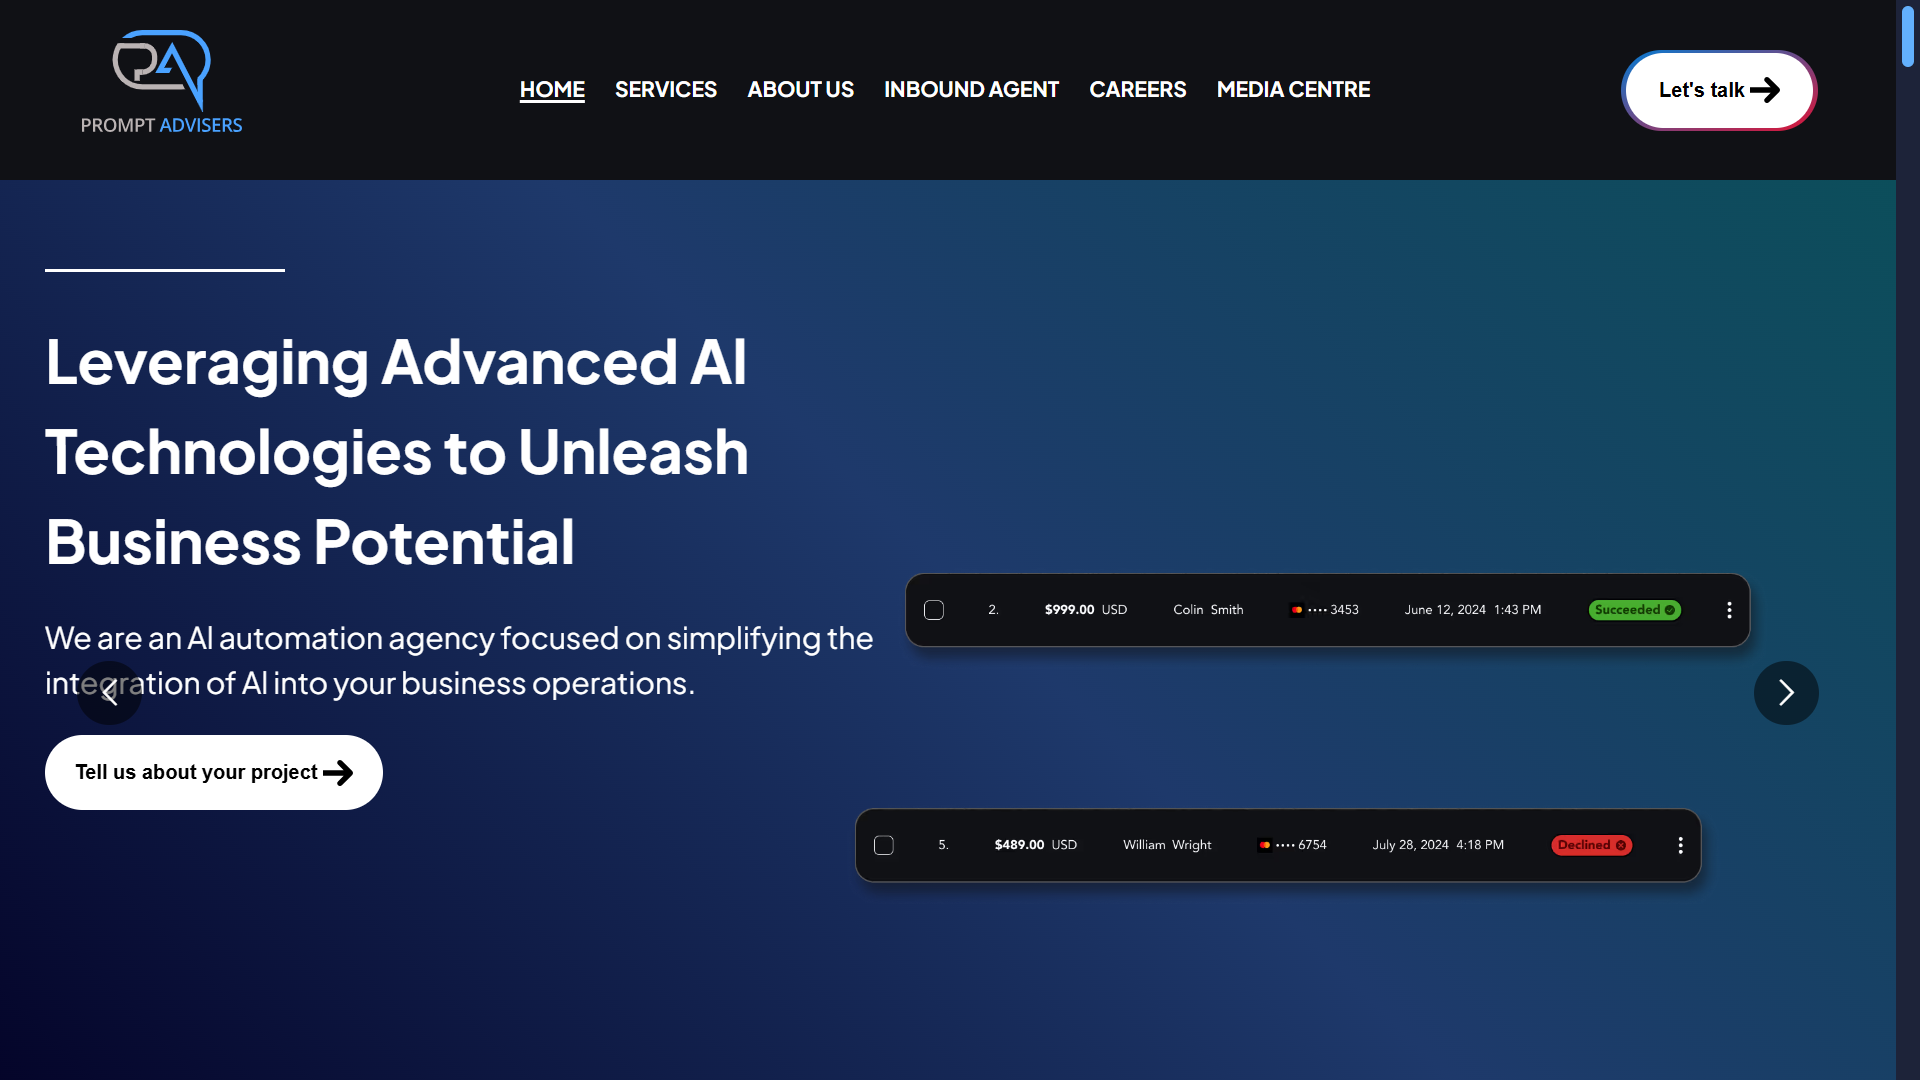 PA
PROMPT ADVISERS
HOME SERVICES ABOUT US INBOUND AGENT CAREERS MEDIA CENTRE
Let's talk
Leveraging Advanced AI
Technologies to Unleash
Business Potential
We are an AI automation agency focused on simplifying the
integration of AI into your business operations.
Tell us about your project
2. $999.00 USD Colin Smith •••• 3453 June 12, 2024 1:43 PM Succeeded
5. $489.00 USD William Wright •••• 6754 July 28, 2024 4:18 PM Declined